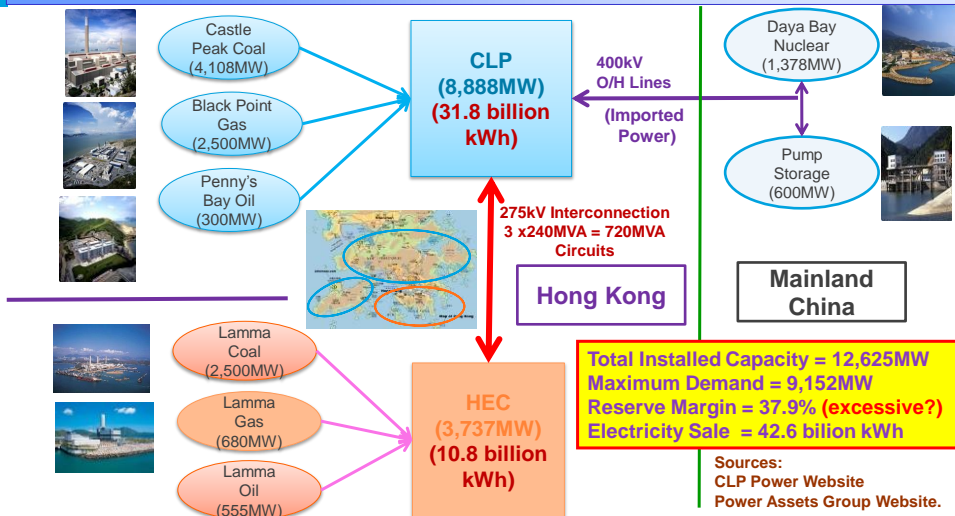 Castle
Peak Coal
(4,108MW)
Black Point
Gas
(2,500MW)
Penny's
Bay Oil
(300MW)
CLP
(8,888MW)
(31.8 billion
kWh)
400kV
O/H Lines
(Imported
Power)
Daya Bay
Nuclear
(1,378MW)
Pump
Storage
(600MW)
275kV Interconnection
3 x240MVA = 720MVA
Circuits
Hong Kong
Mainland
China
Lamma
Coal
(2,500MW)
Lamma
Gas
(680MW)
Lamma
Oil
(555MW)
HEC
(3,737MW)
(10.8 billion
kWh)
Total Installed Capacity = 12,625MW
Maximum Demand = 9,152MW
Reserve Margin = 37.9% (excessive?)
Electricity Sale = 42.6 bilion kWh
Sources:
CLP Power Website
Power Assets Group Website.